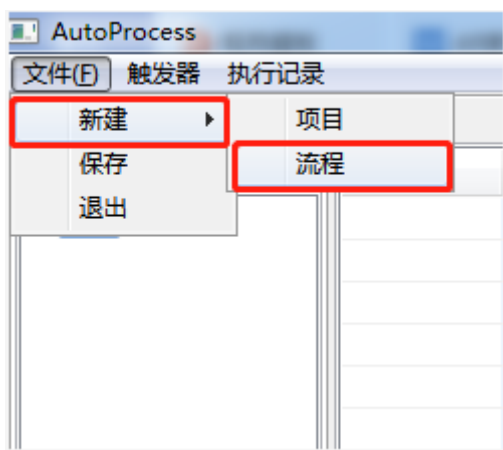 AutoProcess
文件(F) 触发器 执行记录
新建 项目
保存 流程
退出